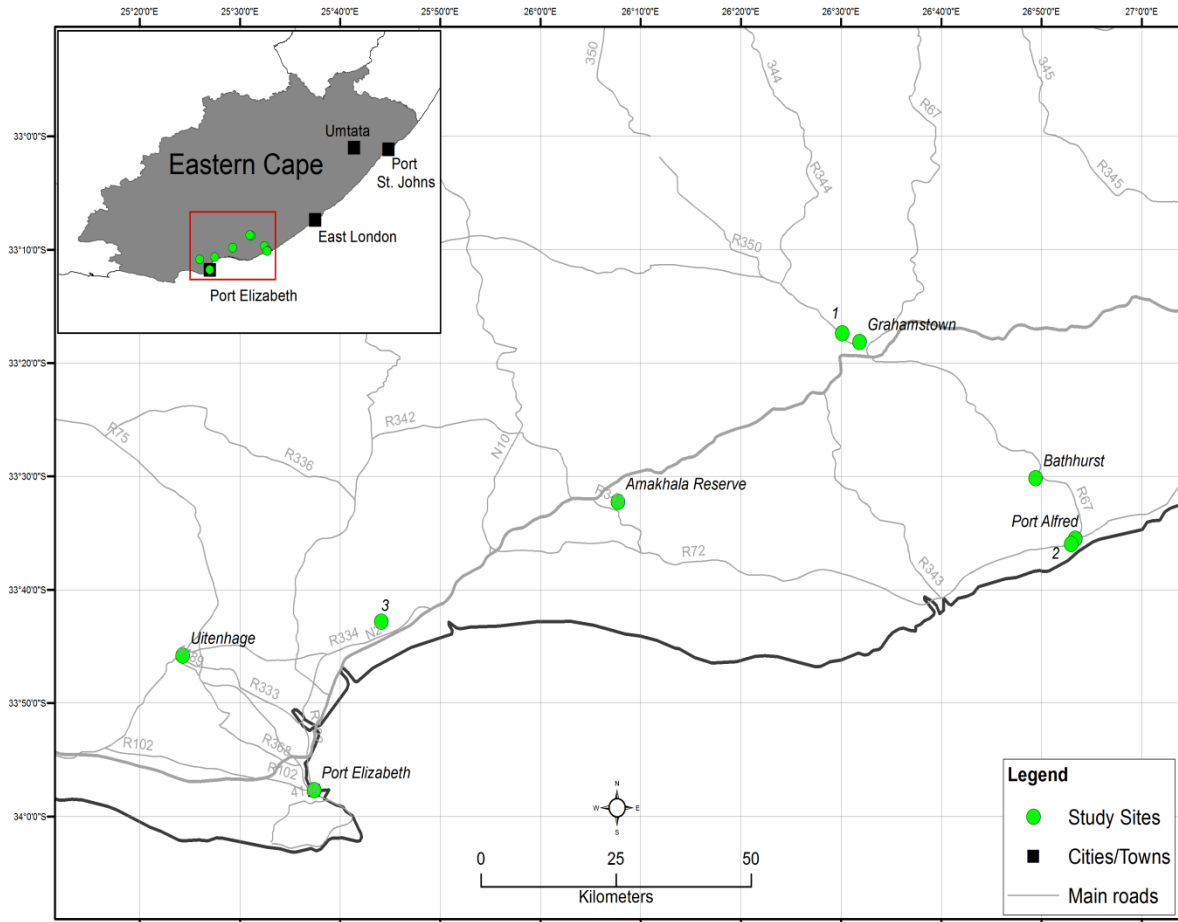 25°20'0"E
25°30'0"E
25°40'0"E
25°50'0"E
26°0'0"E
26°10'0"E
26°20'0"E
26°30'0"E
26°40'0"E
26°50'0"E
27°0'0"E
33°0'0"S
33°10'0"S
33°20'0"S
33°30'0"S
33°40'0"S
33°50'0"S
34°0'0"S
Eastern Cape
Umtata
Port
St. Johns
East London
Port Elizabeth
350
344
R67
345
R344
R345
R350
1
Grahamstown
R75
R342
N10
R336
Bathhurst
Amakhala Reserve
R67
Port Alfred
2
R72
R343
3
R334
N2
Uitenhage
R333
R368
R102
R102
Port Elizabeth
N
W
E
S
0
25
50
Kilometers
Legend
Study Sites
Cities/Towns
Main roads